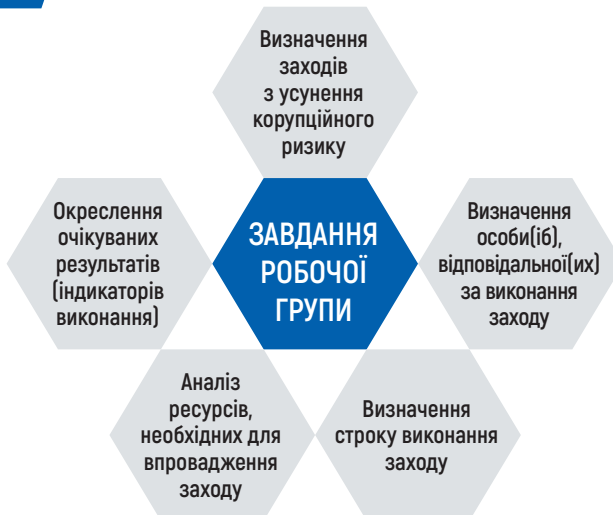 Визначення
заходів
з усунення
корупційного
ризику
Окреслення
очікуваних
результатів
(індикаторів
виконання)
ЗАВДАННЯ
РОБОЧОЇ
ГРУПИ
Визначення
особи(іб),
відповідальної(их)
за виконання
заходу
Аналіз
ресурсів,
необхідних для
впровадження
заходу
Визначення
строку виконання
заходу